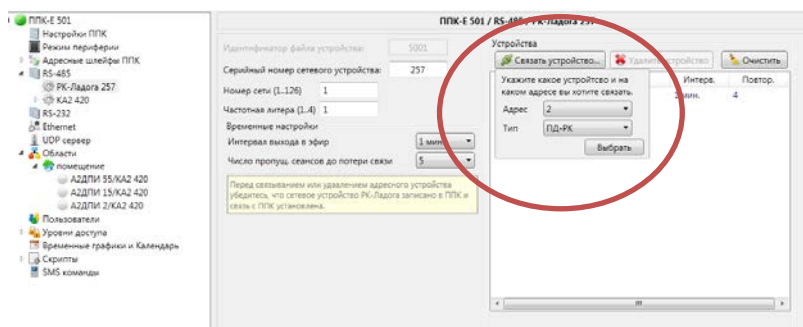 ППК-E 501
Настройки ППК
Режим периферии
Адресные шлейфы ППК
RS-485
РК-Ладога 257
КА2 420
RS-232
Ethernet
UDP сервер
Области
помещение
А2ДПИ 55/КА2 420
А2ДПИ 15/КА2 420
А2ДПИ 2/КА2 420
Пользователи
Уровни доступа
Временные графики и Календарь
Скрипты
SMS команды
ППК-E 501 / RS-485 / РК-Ладога 257
Идентификатор файла устройства: 5001
Серийный номер сетевого устройства: 257
Номер сети (1..126) 1
Частотная литера (1..4) 1
Временные настройки
Интервал выхода в эфир 1 мин
Число пропущ. сеансов до потери связи 5
Перед связыванием или удалением адресного устройства
убедитесь, что сетевое устройство РК-Ладога записано в ППК и
связь с ППК установлена.
Устройства
Связать устройство... Удалить устройство Очистить
Интерв. Повтор.
1 мин. 4
Укажите какое устройтсво и на
каком адресе вы хотите связать.
Адрес 2
Тип ПД-РК
Выбрать